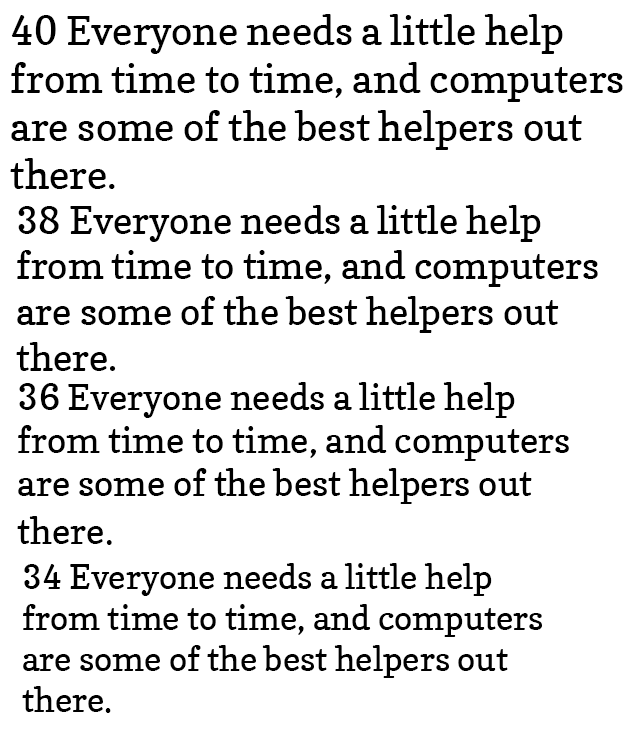 40 Everyone needs a little help
from time to time, and computers
are some of the best helpers out
there.
38 Everyone needs a little help
from time to time, and computers
are some of the best helpers out
there.
36 Everyone needs a little help
from time to time, and computers
are some of the best helpers out
there.
34 Everyone needs a little help
from time to time, and computers
are some of the best helpers out
there.